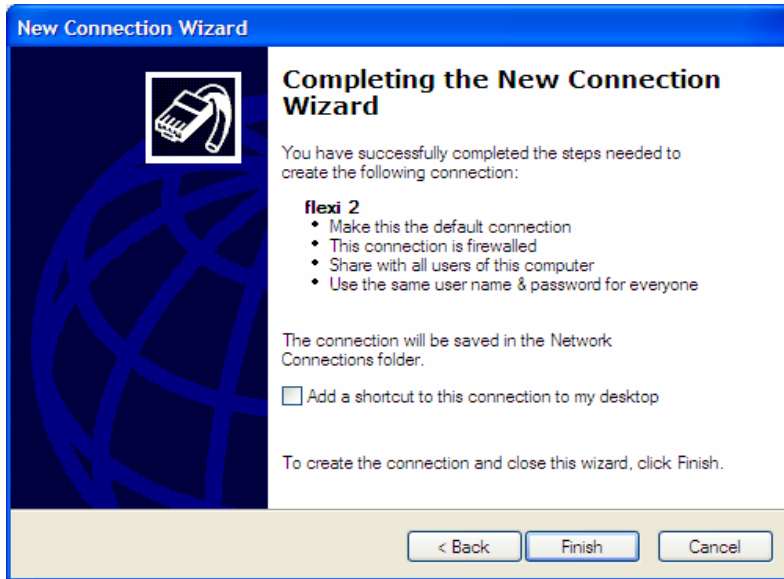 New Connection Wizard
Completing the New Connection
Wizard
You have successfully completed the steps needed to
create the following connection:
flexi 2
• Make this the default connection
• This connection is firewalled
• Share with all users of this computer
• Use the same user name & password for everyone
The connection will be saved in the Network
Connections folder.
Add a shortcut to this connection to my desktop
To create the connection and close this wizard, click Finish.
< Back Finish Cancel